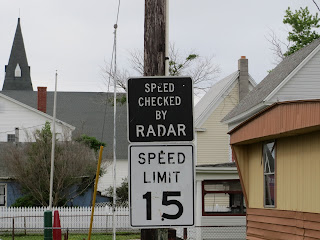 SPEED
CHECKED
BY
RADAR
SPEED
LIMIT
15